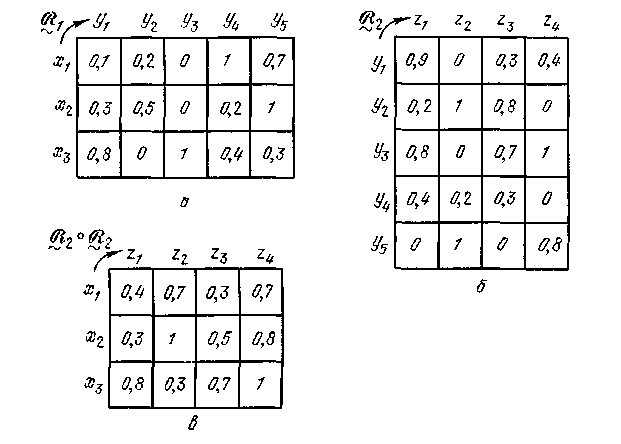 R₁ y₁ y₂ y₃ y₄ y₅
x₁ 0,1 0,2 0 1 0,7
x₂ 0,3 0,5 0 0,2 1
x₃ 0,8 0 1 0,4 0,3
а
R₂ z₁ z₂ z₃ z₄
y₁ 0,9 0 0,3 0,4
y₂ 0,2 1 0,8 0
y₃ 0,8 0 0,7 1
y₄ 0,4 0,2 0,3 0
y₅ 0 1 0 0,8
б
R₂∘R₂
z₁ z₂ z₃ z₄
x₁ 0,4 0,7 0,3 0,7
x₂ 0,3 1 0,5 0,8
x₃ 0,8 0,3 0,7 1
в